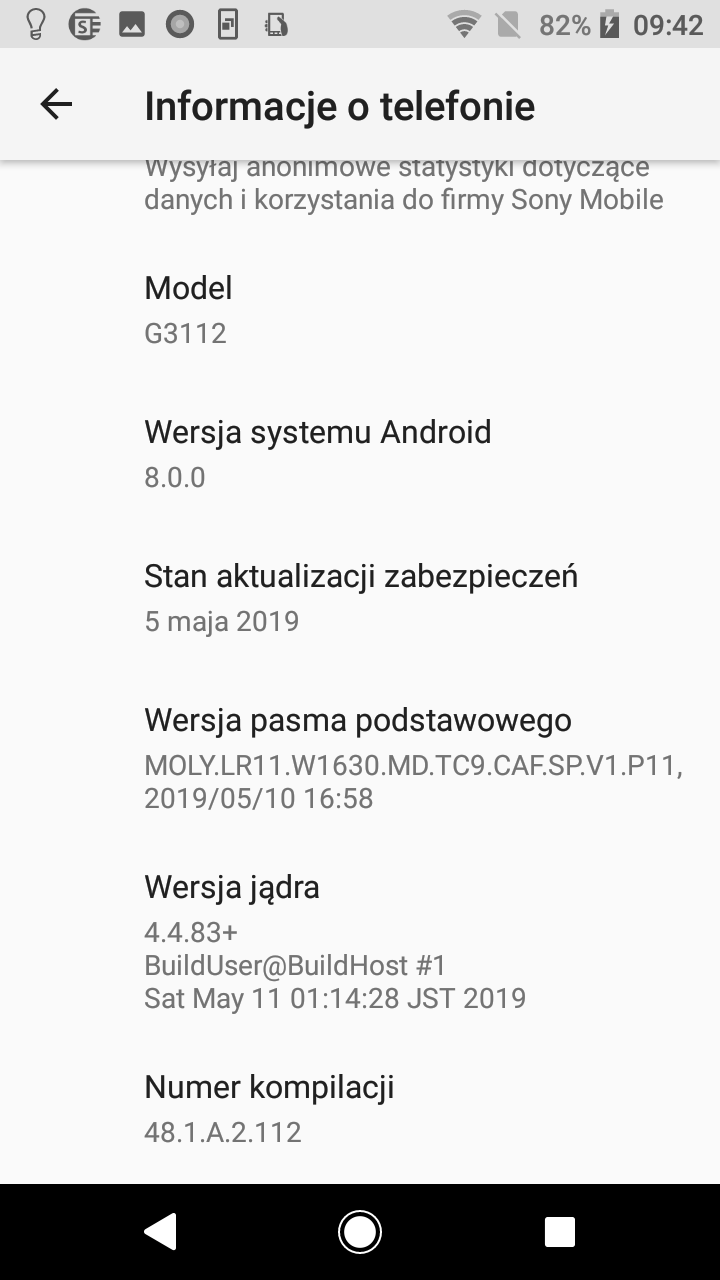 SE
82%
09:42
Informacje o telefonie
Wysyłaj anonimowe statystyki dotyczące
danych i korzystania do firmy Sony Mobile
Model
G3112
Wersja systemu Android
8.0.0
Stan aktualizacji zabezpieczeń
5 maja 2019
Wersja pasma podstawowego
MOLY.LR11.W1630.MD.TC9.CAF.SP.V1.P11,
2019/05/10 16:58
Wersja jądra
4.4.83+
BuildUser@BuildHost #1
Sat May 11 01:14:28 JST 2019
Numer kompilacji
48.1.A.2.112